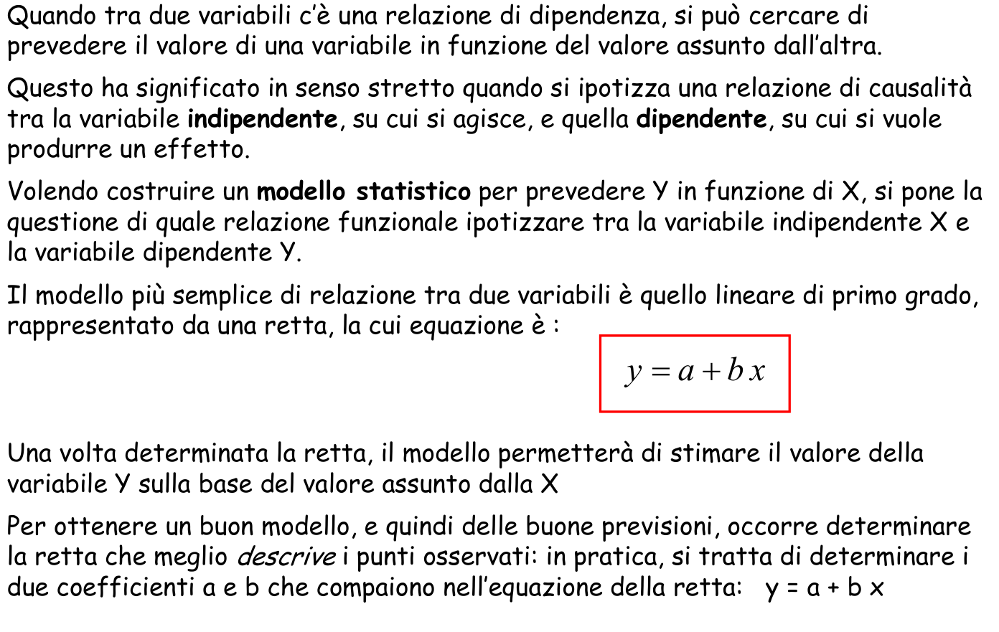 Quando tra due variabili c'è una relazione di dipendenza, si può cercare di
prevedere il valore di una variabile in funzione del valore assunto dall'altra.
Questo ha significato in senso stretto quando si ipotizza una relazione di causalità
tra la variabile indipendente, su cui si agisce, e quella dipendente, su cui si vuole
produrre un effetto.
Volendo costruire un modello statistico per prevedere Y in funzione di X, si pone la
questione di quale relazione funzionale ipotizzare tra la variabile indipendente X e
la variabile dipendente Y.
Il modello più semplice di relazione tra due variabili è quello lineare di primo grado,
rappresentato da una retta, la cui equazione è :
y = a + b x
Una volta determinata la retta, il modello permetterà di stimare il valore della
variabile Y sulla base del valore assunto dalla X
Per ottenere un buon modello, e quindi delle buone previsioni, occorre determinare
la retta che meglio descrive i punti osservati: in pratica, si tratta di determinare i
due coefficienti a e b che compaiono nell'equazione della retta: y = a + b x